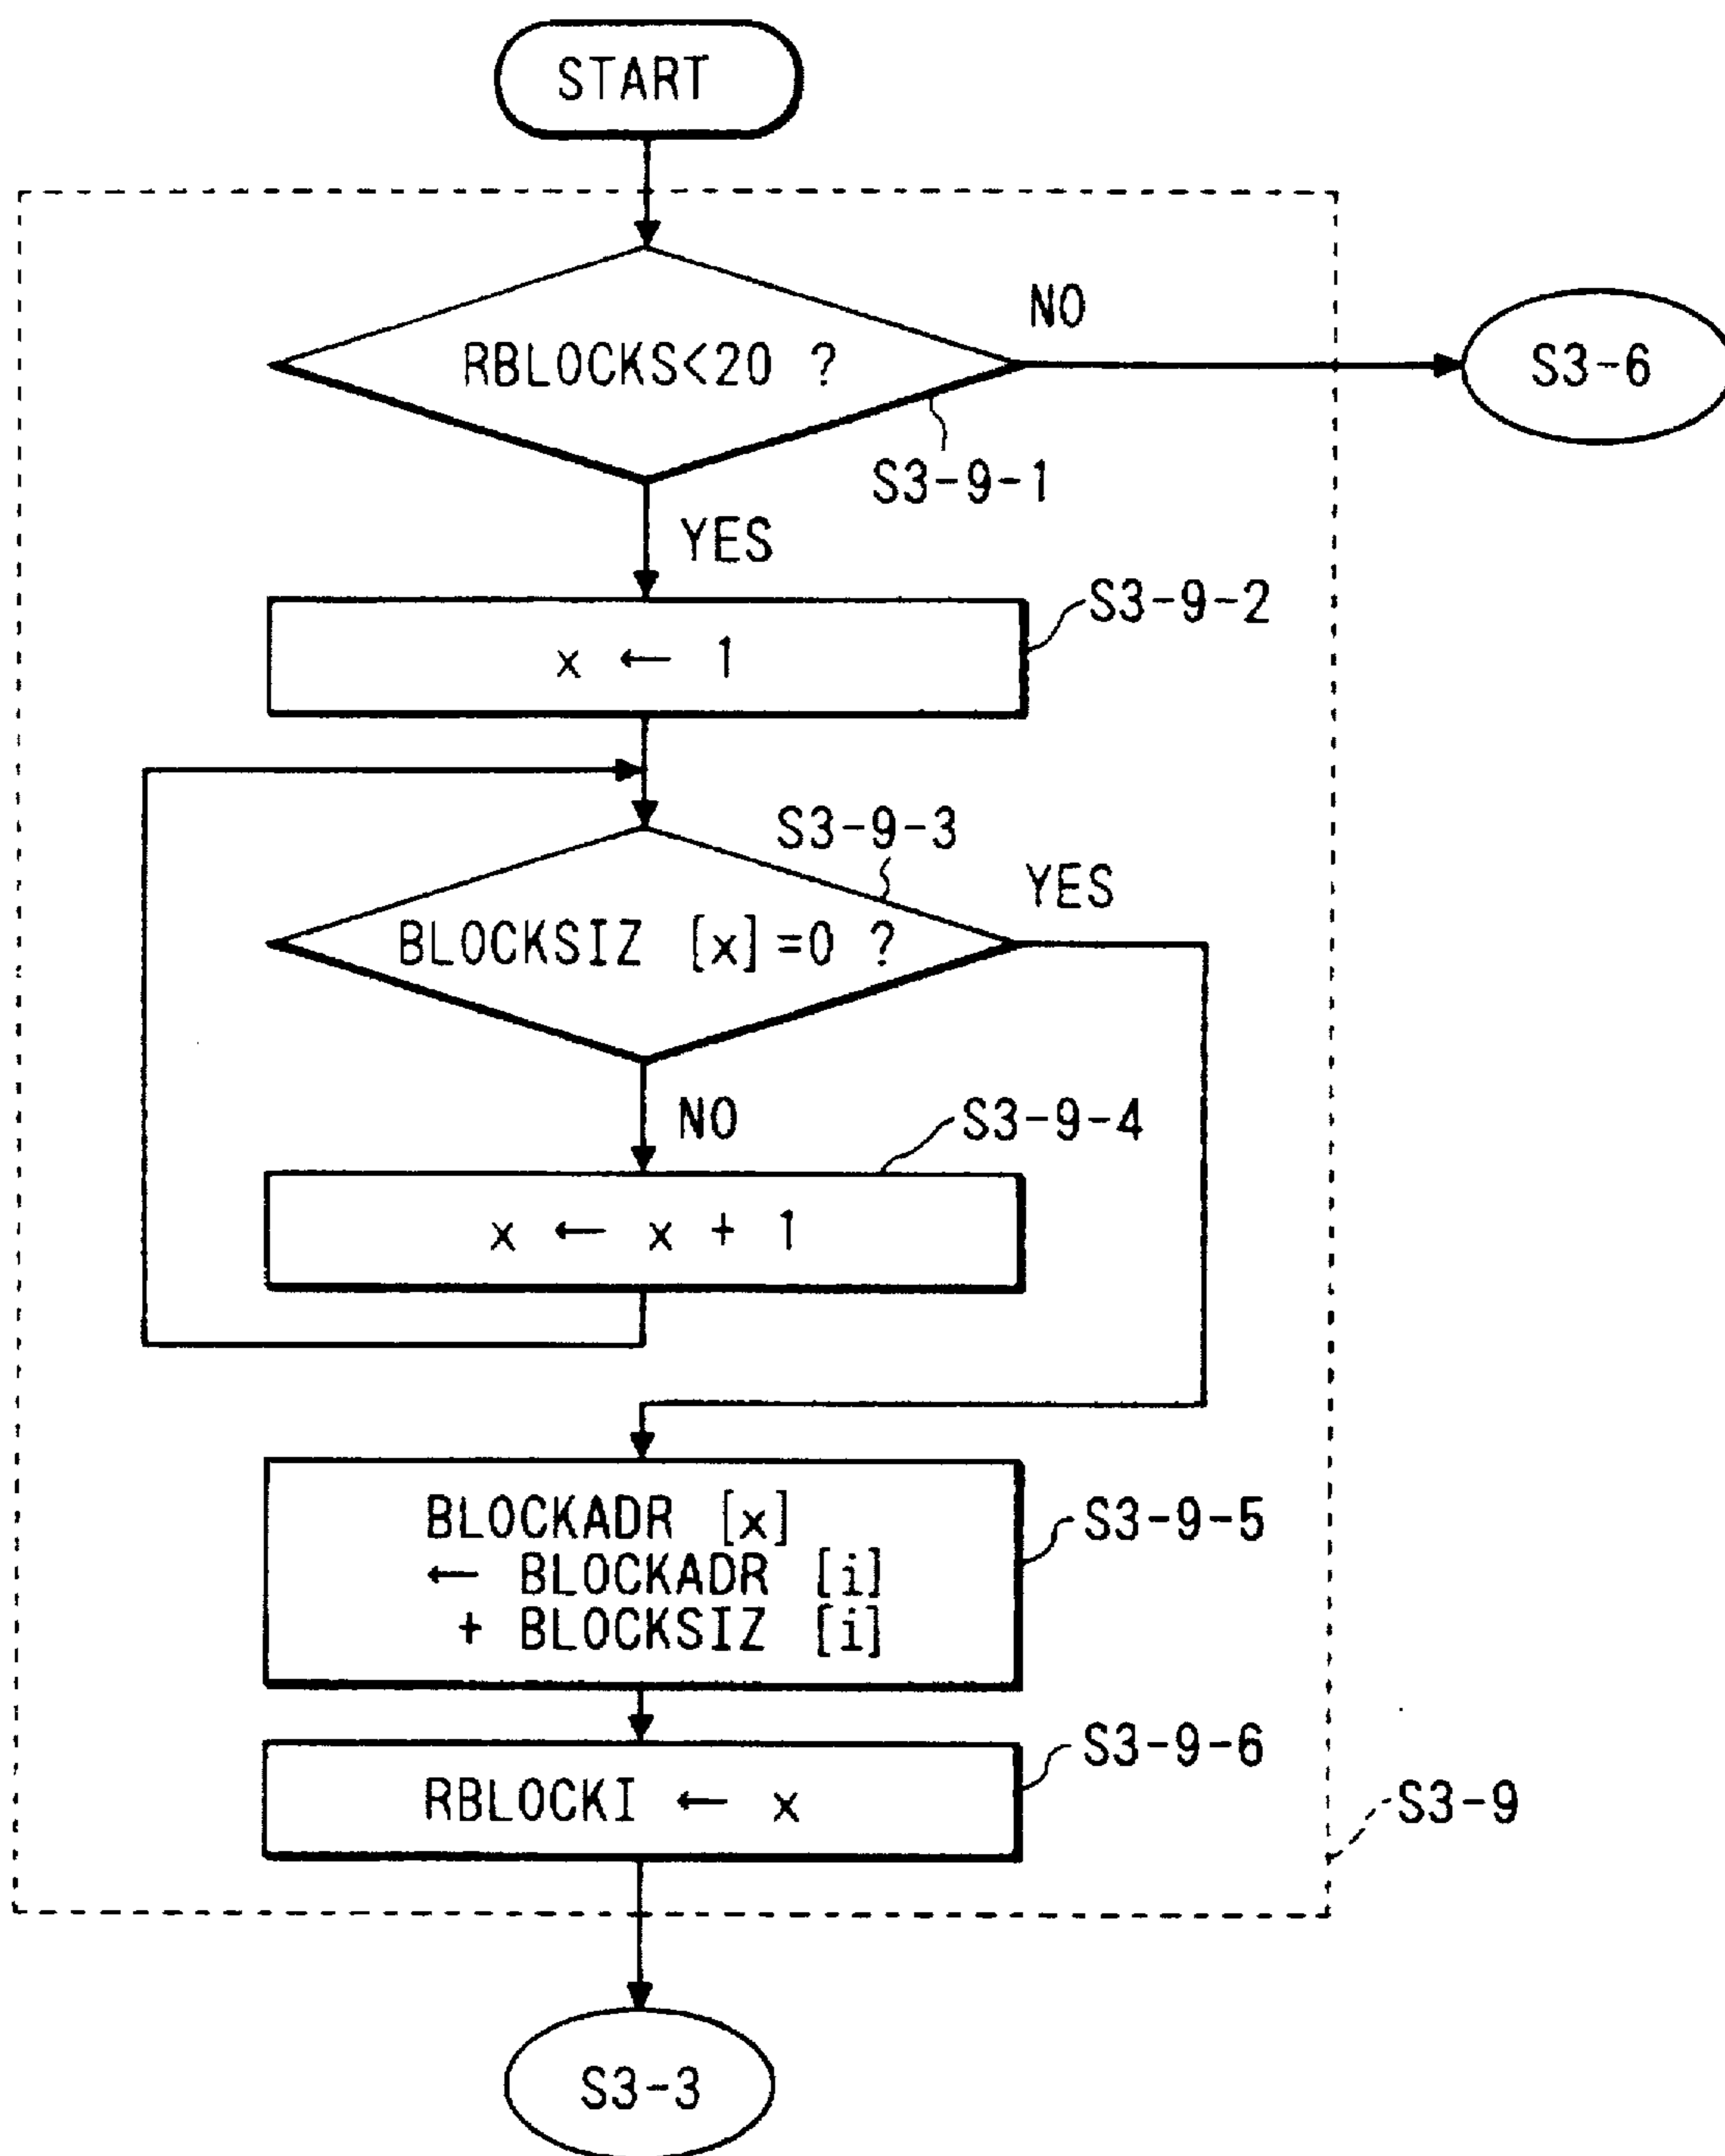 START
NO
RBLOCKS<20 ?
S3-6
S3-9-1
YES
S3-9-2
x ← 1
S3-9-3
YES
BLOCKSIZ [x]=0 ?
NO
S3-9-4
x ← x + 1
BLOCKADR [x]
← BLOCKADR [i]
+ BLOCKSIZ [i]
S3-9-5
S3-9-6
RBLOCKI ← x
S3-9
S3-3